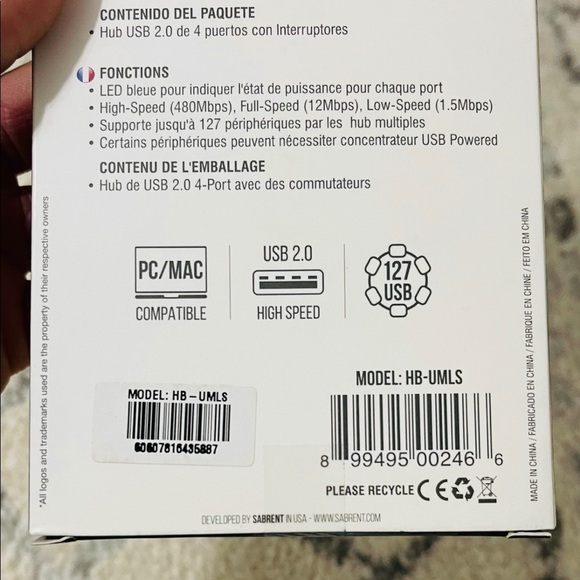 CONTENIDO DEL PAQUETE
• Hub USB 2.0 de 4 puertos con Interruptores
FONCTIONS
• LED bleue pour indiquer l'état de puissance pour chaque port
• High-Speed (480Mbps), Full-Speed (12Mbps), Low-Speed (1.5Mbps)
• Supporte jusqu'à 127 périphériques par les hub multiples
• Certains périphériques peuvent nécessiter concentrateur USB Powered
CONTENU DE L'EMBALLAGE
• Hub de USB 2.0 4-Port avec des commutateurs
*All logos and trademarks used are the property of their respective owners
PC/MAC
COMPATIBLE
USB 2.0
HIGH SPEED
127
USB
MODEL: HB – UMLS
60607616435887
MODEL: HB-UMLS
8 99495 00246 6
PLEASE RECYCLE CE
DEVELOPED BY SABRENT IN USA - WWW.SABRENT.COM
MADE IN CHINA / FABRICADO EN CHINA / FABRIQUE EN CHINE / FEITO EM CHINA